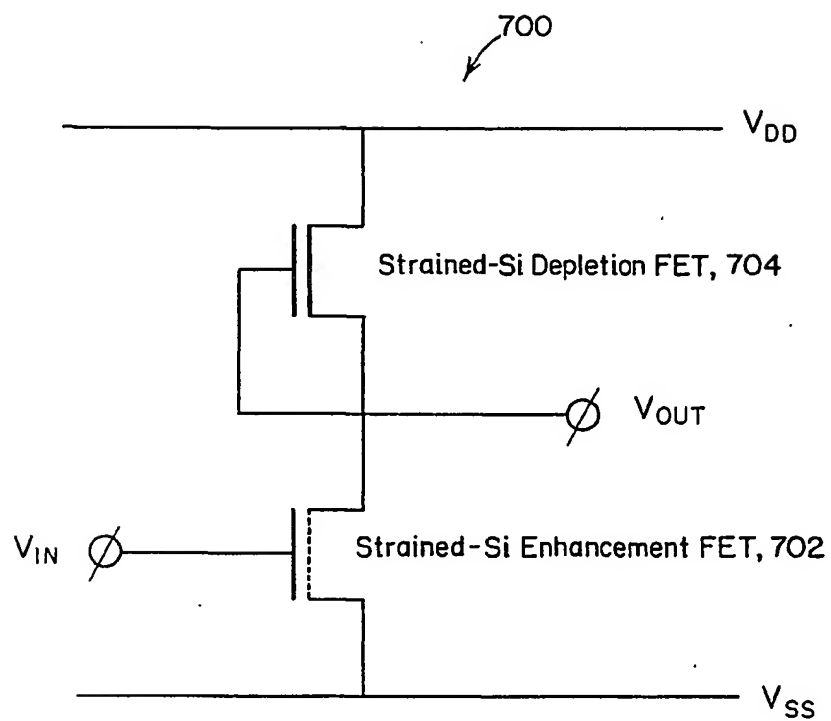 700
VDD
Strained-Si Depletion FET, 704
VOUT
VIN
Strained-Si Enhancement FET, 702
VSS